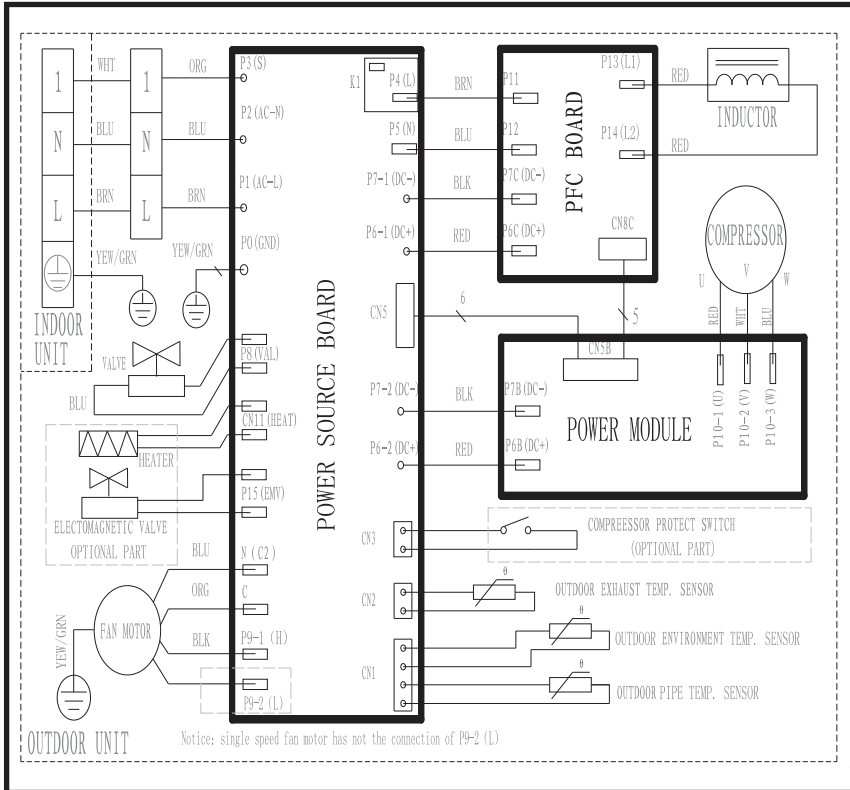 1
N
L
INDOOR
UNIT
WHT
BLU
BRN
YEW/GRN
1
N
L
ORG
BLU
BRN
YEW/GRN
P3(S)
P2(AC-N)
P1(AC-L)
P0(GND)
P8(VAL)
CN11(HEAT)
P15(EMV)
N(C2)
C
P9-1(H)
P9-2(L)
VALVE
BLU
HEATER
ELECTOMAGNETIC VALVE
OPTIONAL PART
BLU
ORG
BLK
FAN MOTOR
YEW/GRN
OUTDOOR UNIT
POWER SOURCE BOARD
K1
P4(L)
P5(N)
P7-1(DC-)
P6-1(DC+)
CN5
P7-2(DC-)
P6-2(DC+)
CN3
CN2
CN1
BRN
BLU
BLK
RED
6
BLK
RED
P11
P12
P7C(DC-)
P6C(DC+)
PFC BOARD
P13(L1)
P14(L2)
CN8C
5
RED
RED
INDUCTOR
COMPRESSOR
U
V
W
RED
WHT
BLU
CN5B
P7B(DC-)
P6B(DC+)
POWER MODULE
P10-1(U)
P10-2(V)
P10-3(W)
COMPREESSOR PROTECT SWITCH
(OPTIONAL PART)
θ
OUTDOOR EXHAUST TEMP. SENSOR
θ
OUTDOOR ENVIRONMENT TEMP. SENSOR
θ
OUTDOOR PIPE TEMP. SENSOR
Notice: single speed fan motor has not the connection of P9-2(L)